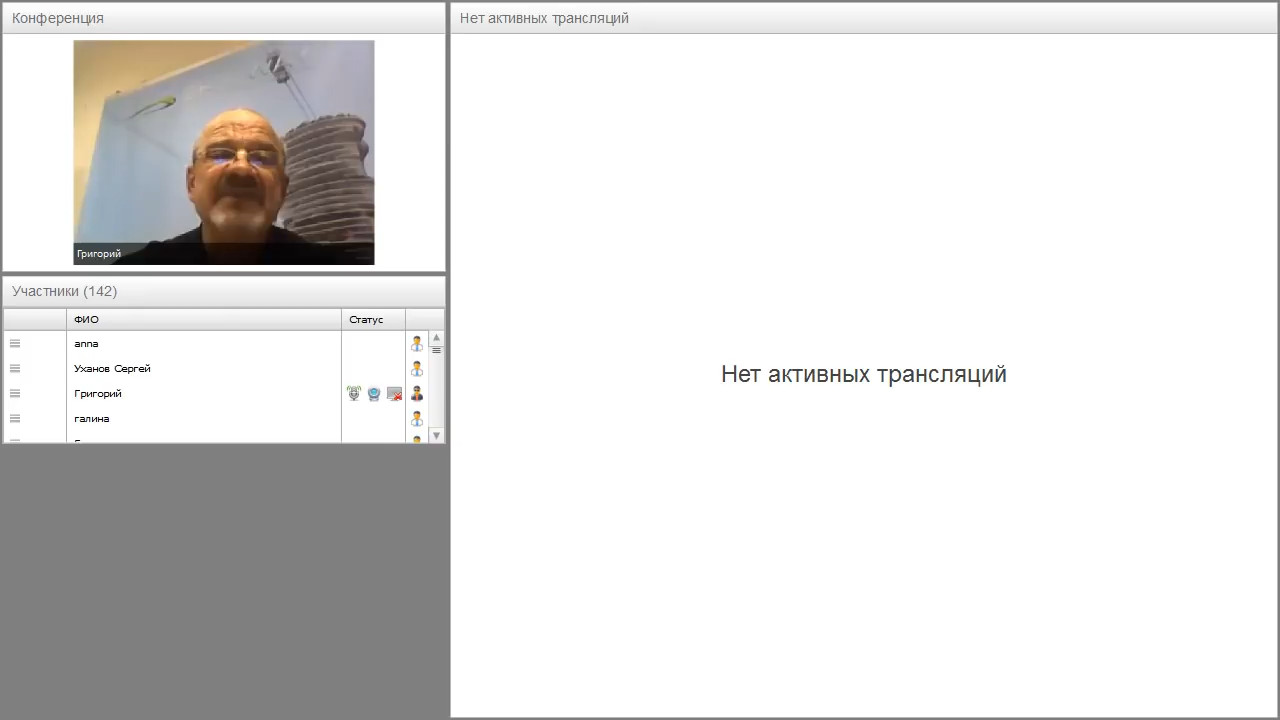 Конференция
Григорий
Участники (142)
ФИО
Статус
anna
Уханов Сергей
Григорий
галина
Нет активных трансляций
Нет активных трансляций